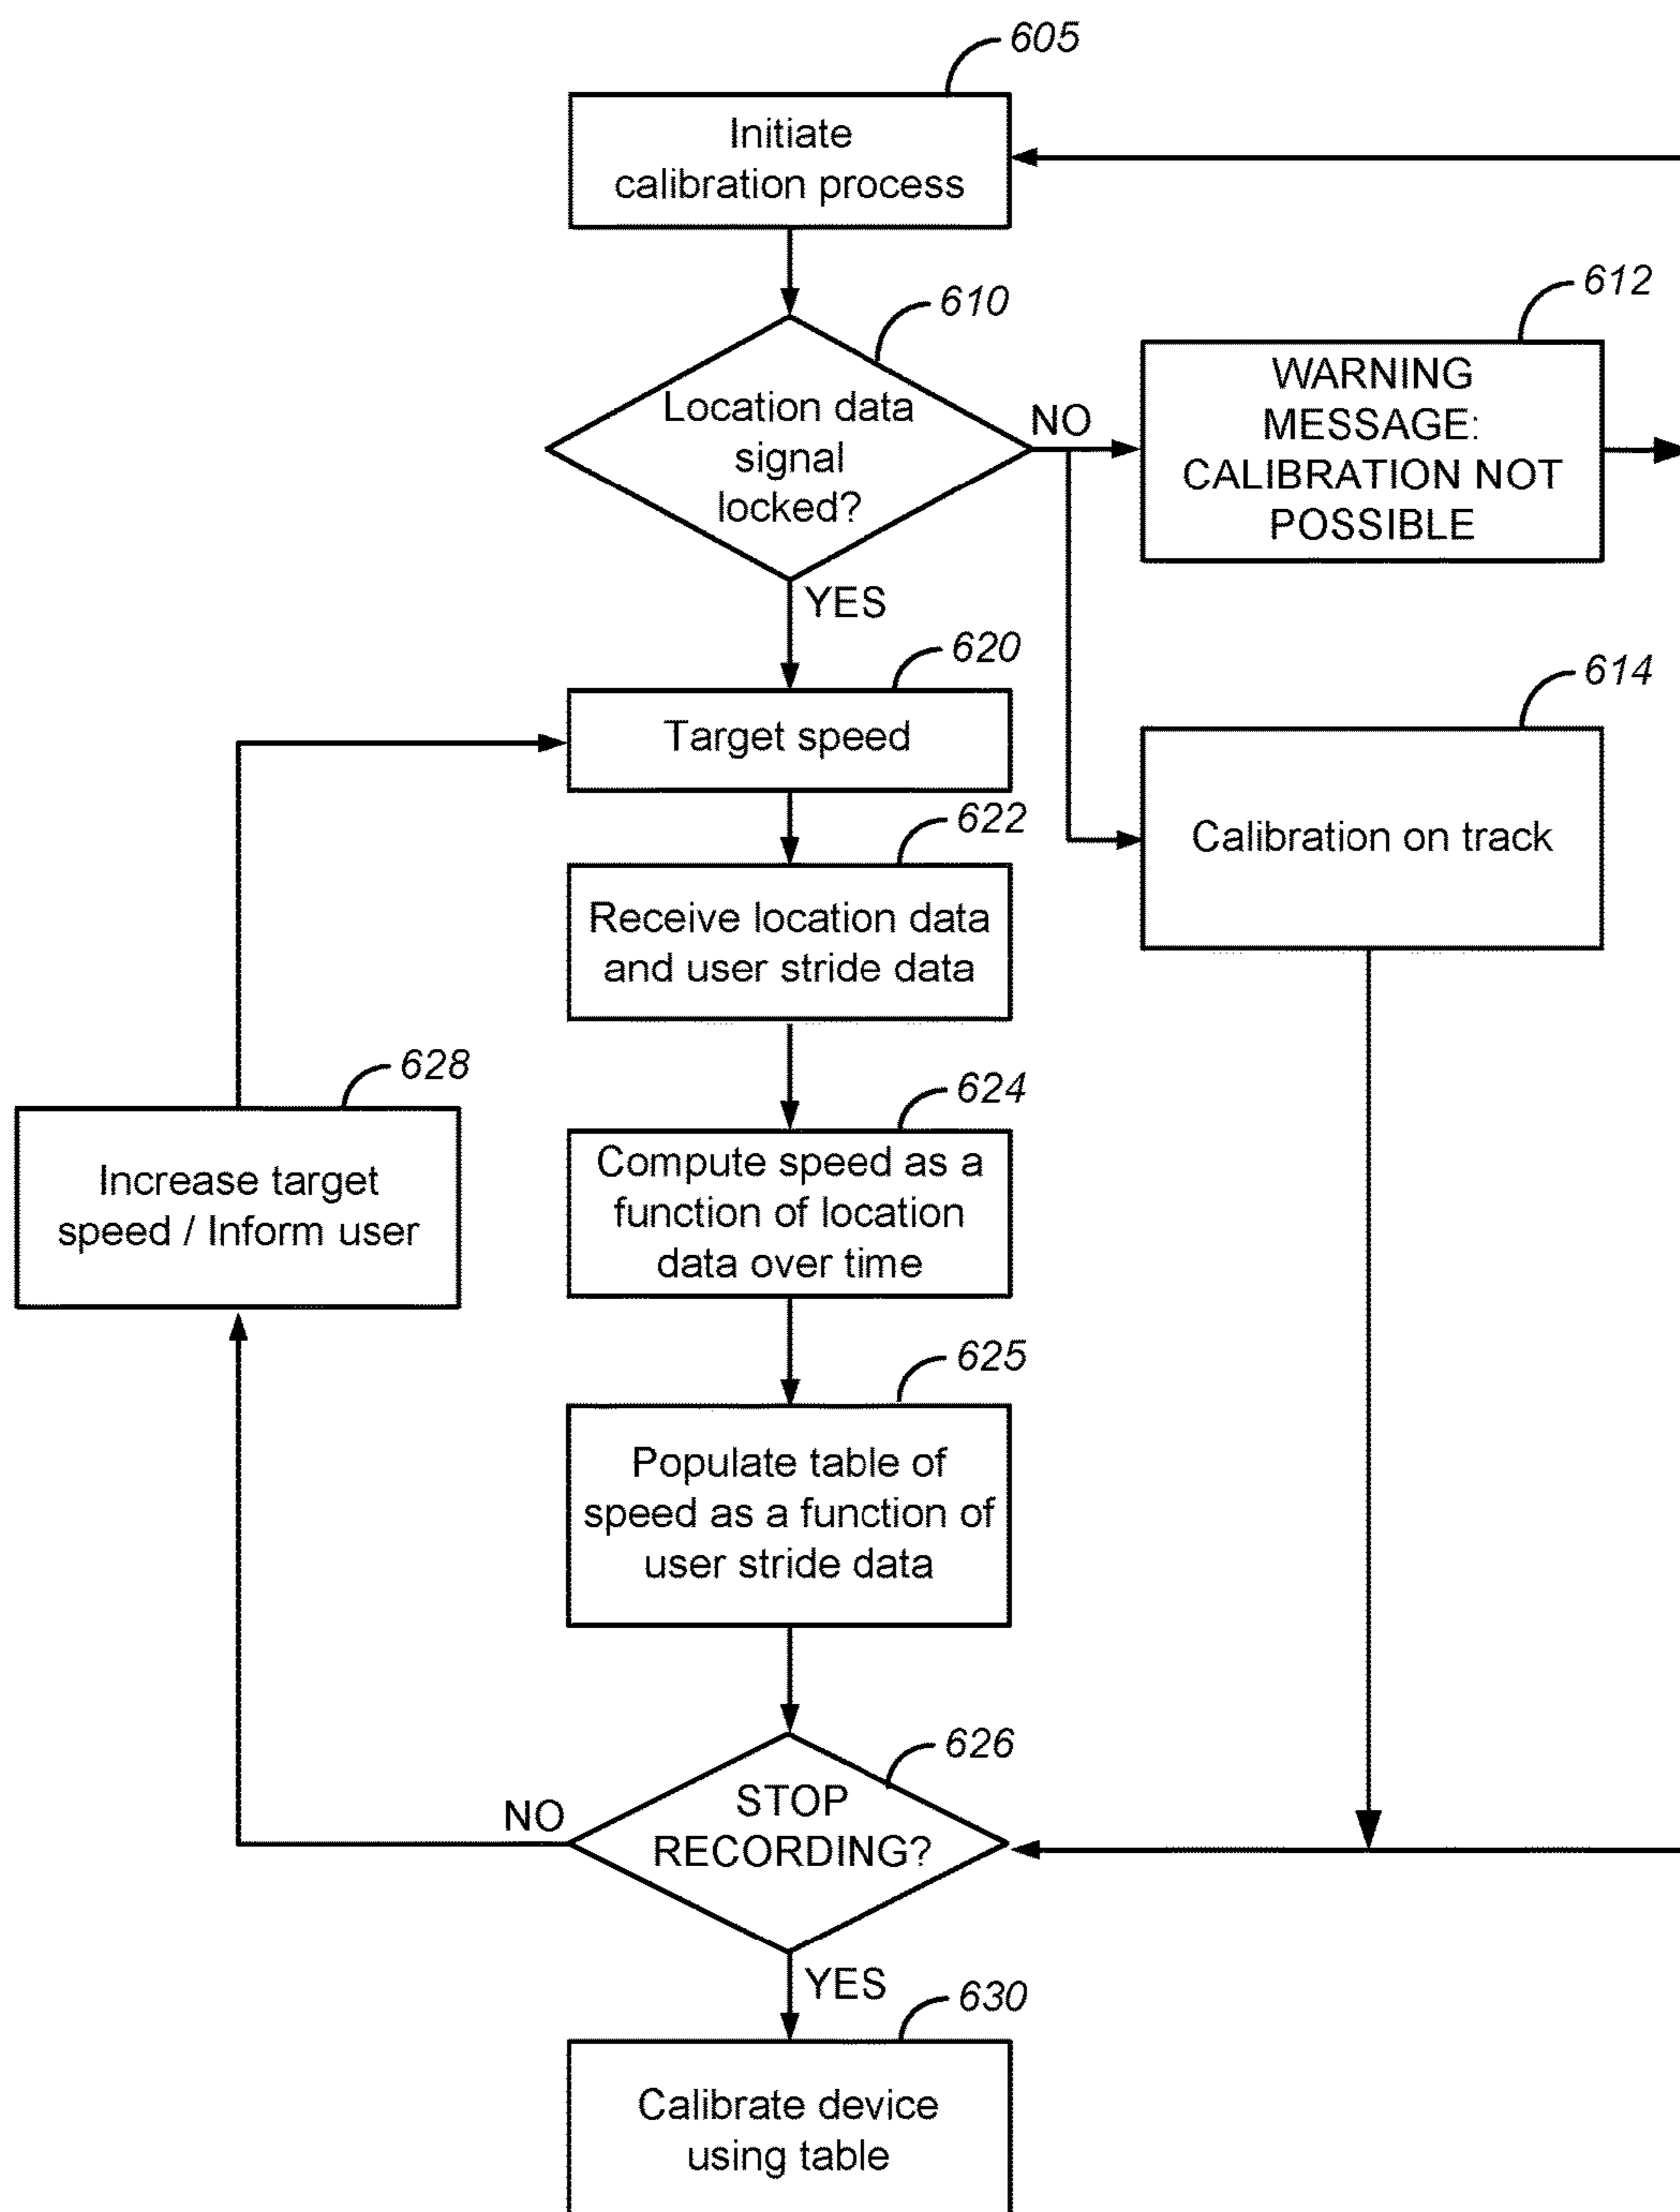 605
Initiate
calibration process
610
Location data
signal
locked?
NO
612
WARNING
MESSAGE:
CALIBRATION NOT
POSSIBLE
YES
620
Target speed
614
Calibration on track
622
Receive location data
and user stride data
628
Increase target
speed / Inform user
624
Compute speed as a
function of location
data over time
625
Populate table of
speed as a function of
user stride data
626
STOP
RECORDING?
NO
YES
630
Calibrate device
using table